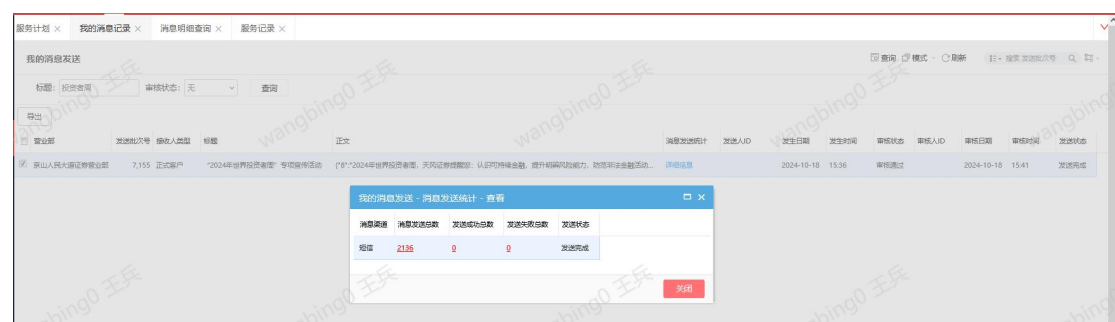 服务计划 × 我的消息记录 × 消息明细查询 × 服务记录 ×
我的消息发送 查询 模式 刷新 搜索 发送批次号
标题: 投资者周 审核状态: 无 查询
导出
营业部 发送批次号 接收人类型 标题 正文 消息发送统计 发送人ID 发生日期 发生时间 审核状态 审核人ID 审核日期 审核时间 发送状态
京山人民大道证券营业部 7,155 正式客户 "2024年世界投资者周" 专项宣传活动 {"8":"2024年世界投资者周，天风证券提醒您：认识可持续金融，提升明辨风险能力，防范非法金融活动... 详细信息 2024-10-18 15:36 审核通过 2024-10-18 15:41 发送完成
我的消息发送 - 消息发送统计 - 查看
消息渠道 消息发送总数 发送成功总数 发送失败总数 发送状态
短信 2136 0 0 发送完成
关闭
wangbing0 王兵